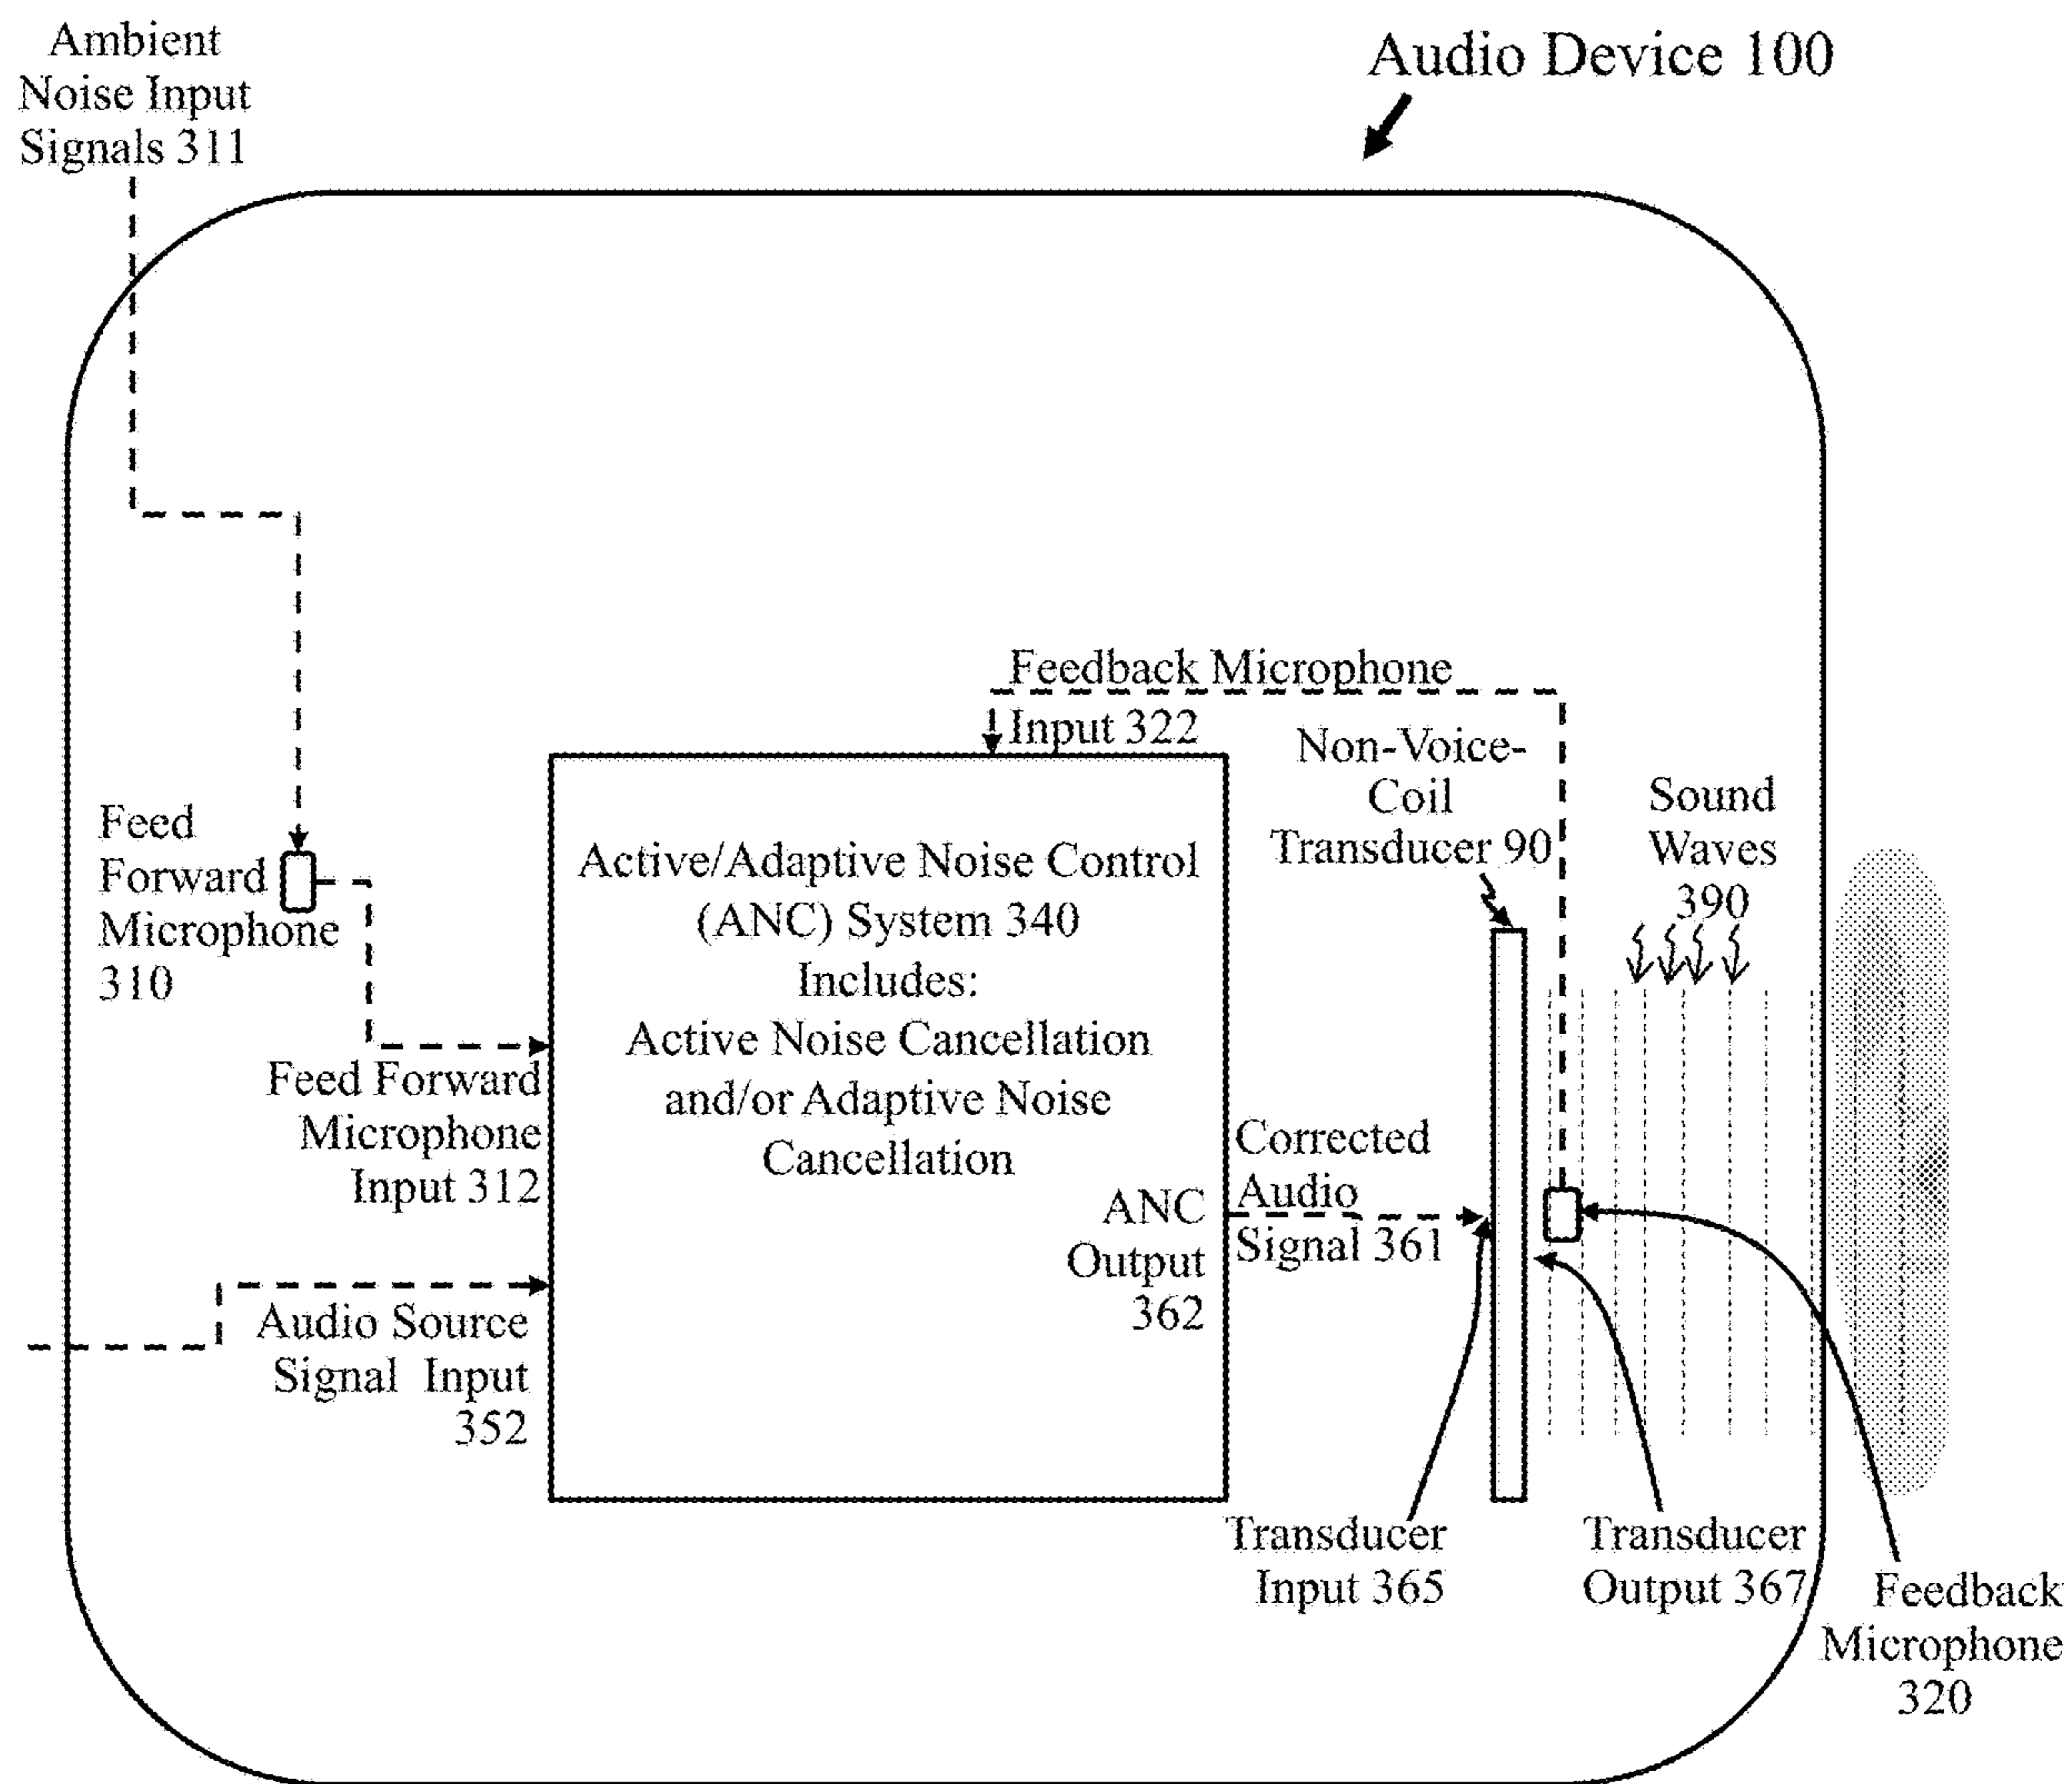 Ambient
Noise Input
Signals 311
Audio Device 100
Feedback Microphone
Input 322
Non-Voice-
Coil
Transducer 90
Sound
Waves
390
Feed
Forward
Microphone
310
Active/Adaptive Noise Control
(ANC) System 340
Includes:
Active Noise Cancellation
and/or Adaptive Noise
Cancellation
Feed Forward
Microphone
Input 312
Corrected
Audio
Signal 361
ANC
Output
362
Audio Source
Signal Input
352
Transducer
Input 365
Transducer
Output 367
Feedback
Microphone
320